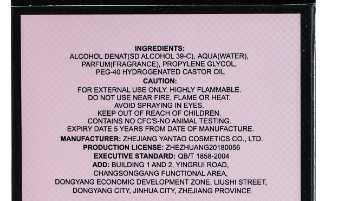 INGREDIENTS:
ALCOHOL DENAT(SD ALCOHOL 39-C), AQUA(WATER),
PARFUM(FRAGRANCE), PROPYLENE GLYCOL,
PEG-40 HYDROGENATED CASTOR OIL.
CAUTION:
FOR EXTERNAL USE ONLY. HIGHLY FLAMMABLE.
DO NOT USE NEAR FIRE, FLAME OR HEAT.
AVOID SPRAYING IN EYES.
KEEP OUT OF REACH OF CHILDREN.
CONTAINS NO CFC'S-NO ANIMAL TESTING.
EXPIRY DATE 5 YEARS FROM DATE OF MANUFACTURE.
MANUFACTURER: ZHEJIANG YANTAO COSMETICS CO., LTD.
PRODUCTION LICENSE: ZHEZHUANG20180056
EXECUTIVE STANDARD: QB/T 1858-2004
ADD: BUILDING 1 AND 2, YINGRUI ROAD,
CHANGSONGGANG FUNCTIONAL AREA,
DONGYANG ECONOMIC DEVELOPMENT ZONE, LIUSHI STREET,
DONGYANG CITY, JINHUA CITY, ZHEJIANG PROVINCE